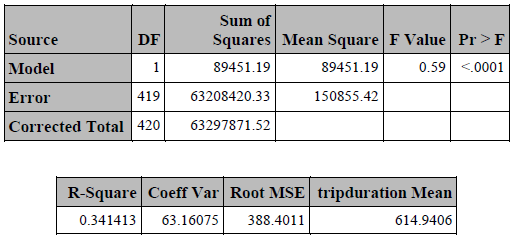 Source DF Sum of Squares Mean Square F Value Pr > F
Model 1 89451.19 89451.19 0.59 <.0001
Error 419 63208420.33 150855.42
Corrected Total 420 63297871.52
R-Square Coeff Var Root MSE tripduration Mean
0.341413 63.16075 388.4011 614.9406